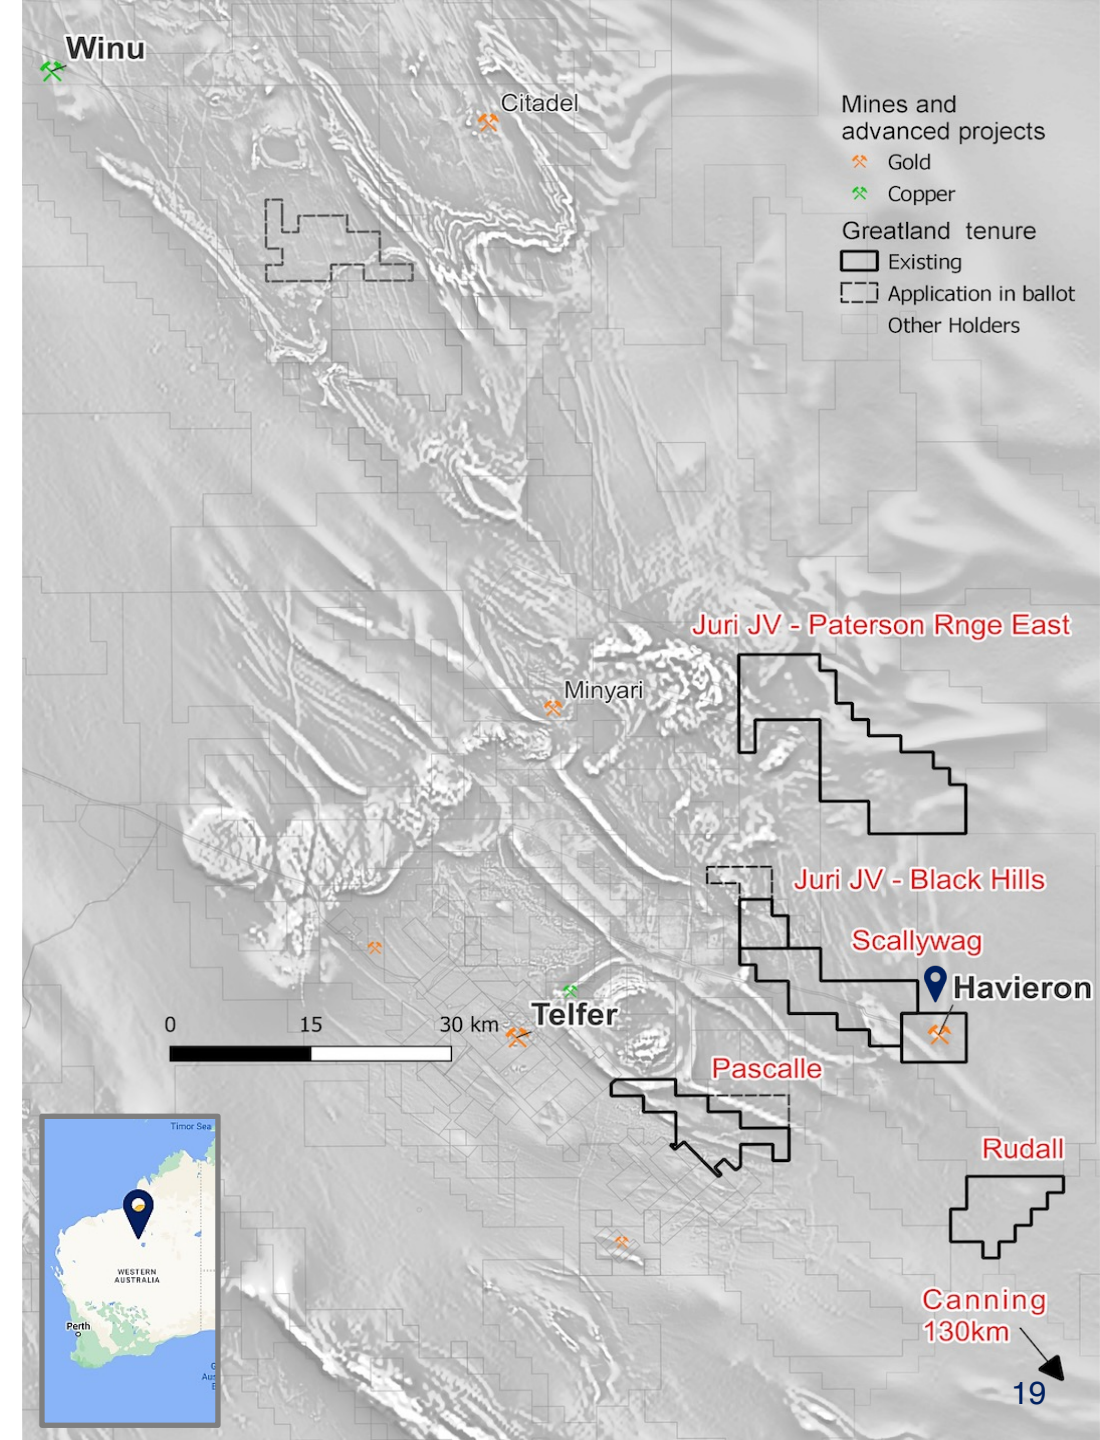 Winu
Citadel
Mines and
advanced projects
Gold
Copper
Greatland tenure
Existing
Application in ballot
Other Holders
Juri JV - Paterson Rnge East
Minyari
Juri JV - Black Hills
Scallywag
Havieron
Telfer
0 15 30 km
Pascalle
Timor Sea
WESTERN
AUSTRALIA
Perth
Rudall
Canning
130km
19